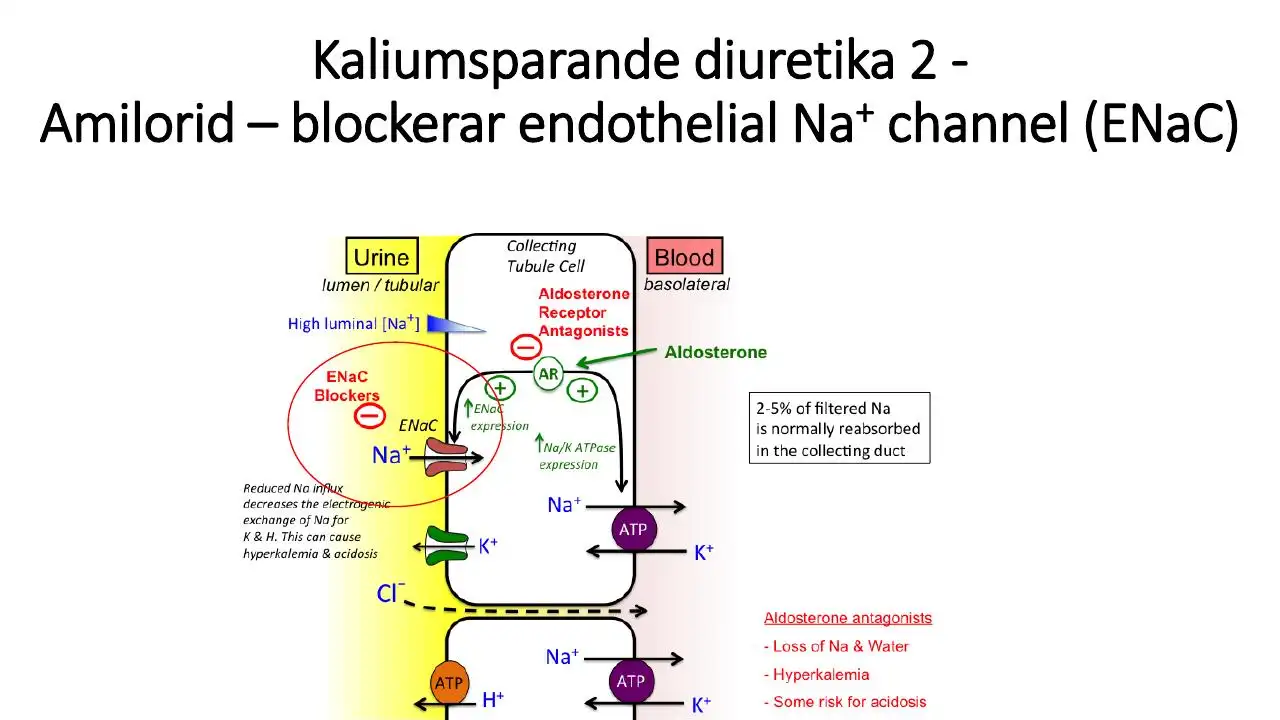 Kaliumsparande diuretika 2 -
Amilorid – blockerar endothelial Na⁺ channel (ENaC)
Urine
lumen / tubular
Collecting
Tubule Cell
Blood
basolateral
Aldosterone
Receptor
Antagonists
High luminal [Na⁺]
Aldosterone
AR
ENaC
Blockers
ENaC
expression
ENaC
Na/K ATPase
expression
2-5% of filtered Na
is normally reabsorbed
in the collecting duct
Na⁺
Reduced Na influx
decreases the electrogenic
exchange of Na for
K & H. This can cause
hyperkalemia & acidosis
Na⁺
ATP
K⁺
K⁺
Cl⁻
Aldosterone antagonists
- Loss of Na & Water
- Hyperkalemia
- Some risk for acidosis
Na⁺
ATP
ATP
H⁺
K⁺